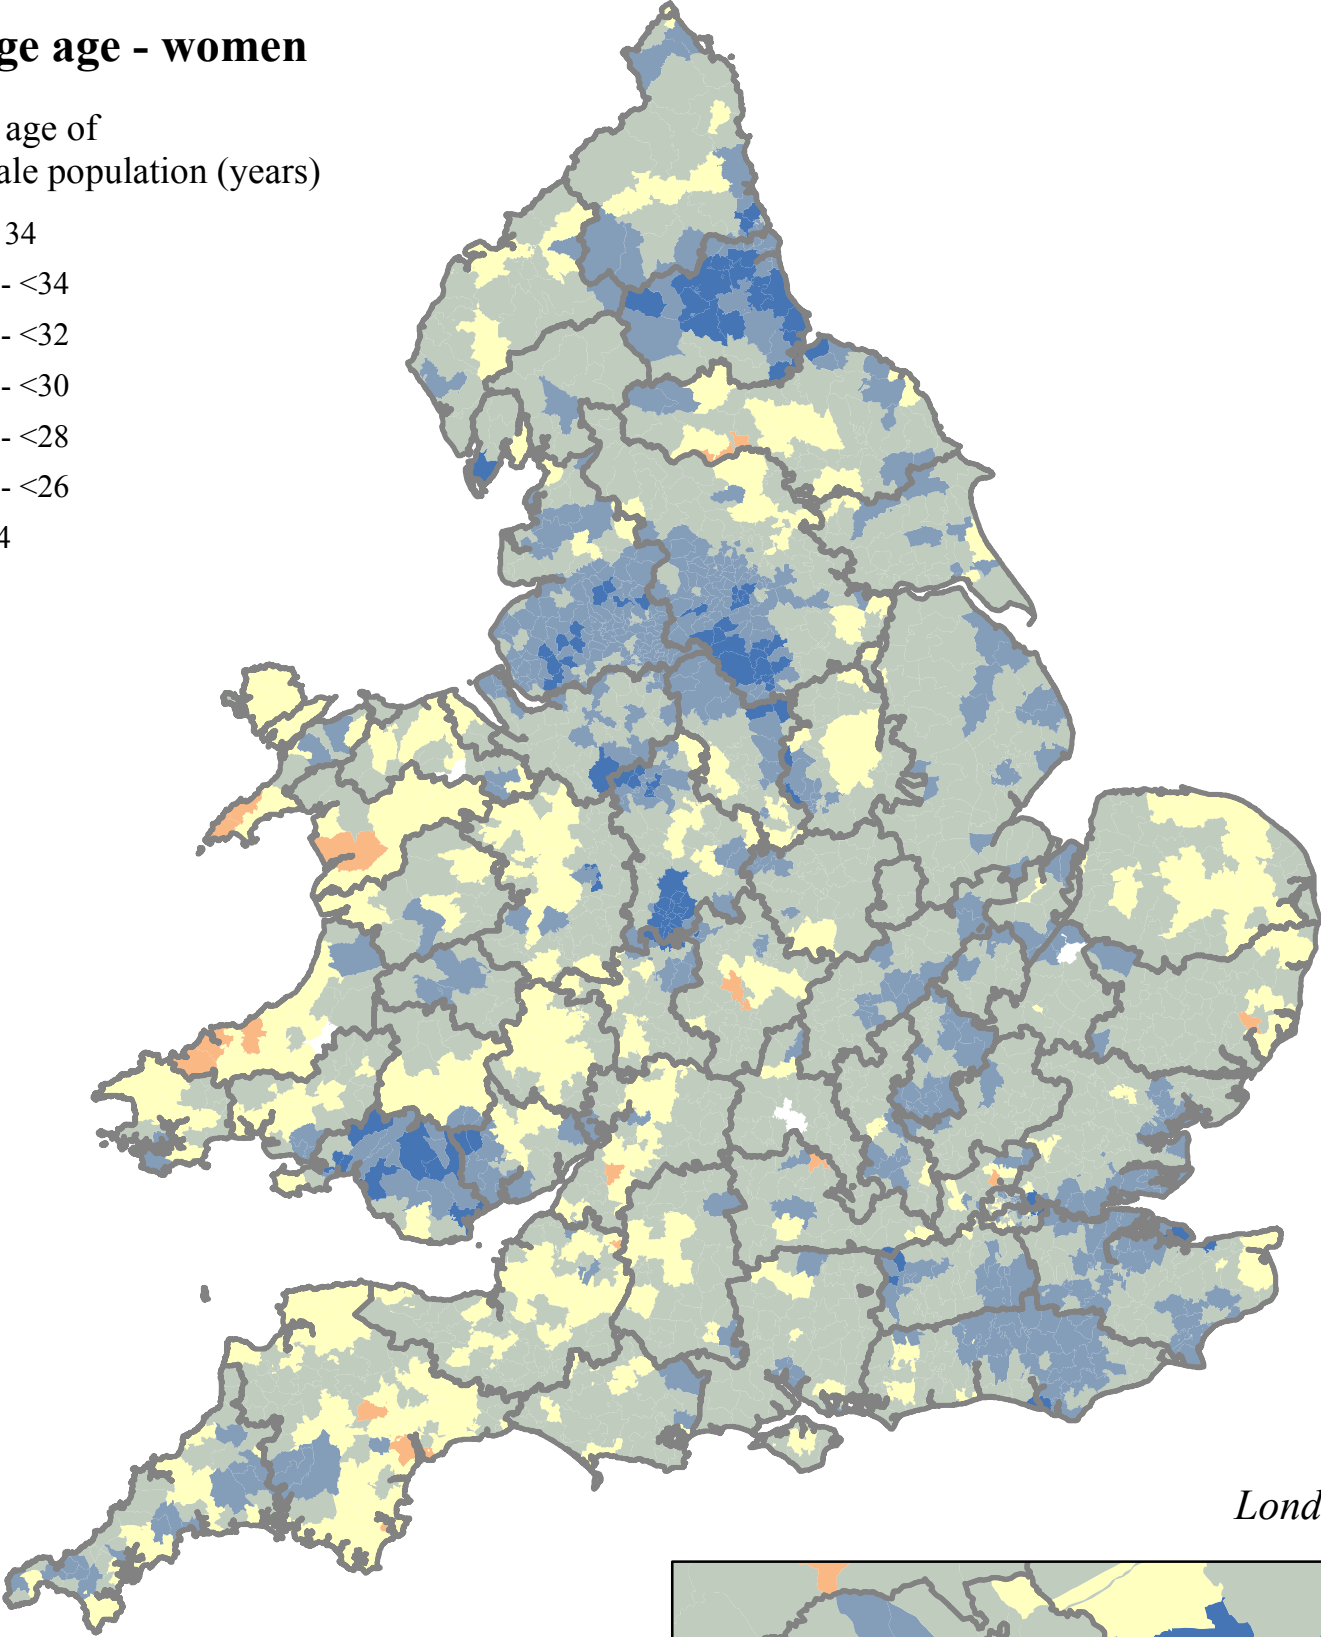 ge age - women
age of
ale population (years)
34
- <34
- <32
- <30
- <28
- <26
4
Lond